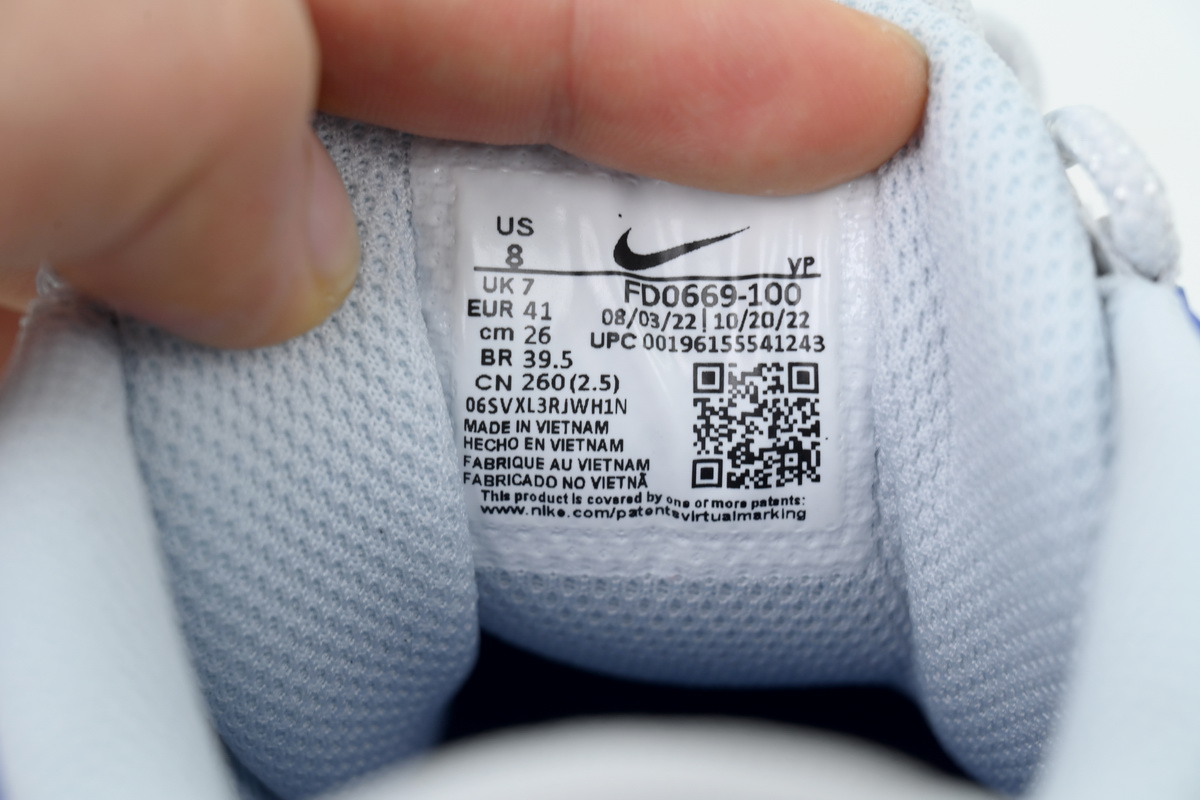 US
8
VP
UK 7
FD0669-100
EUR 41
08/03/22| 10/20/22
cm 26
UPC 00196155541243
BR 39.5
CN 260(2.5)
06SVXL3RJWH1N
MADE IN VIETNAM
HECHO EN VIETNAM
FABRIQUE AU VIETNAM
FABRICADO NO VIETNÃ
This product is covered by one or more patents:
www.nike.com/patentsvirtualmarking